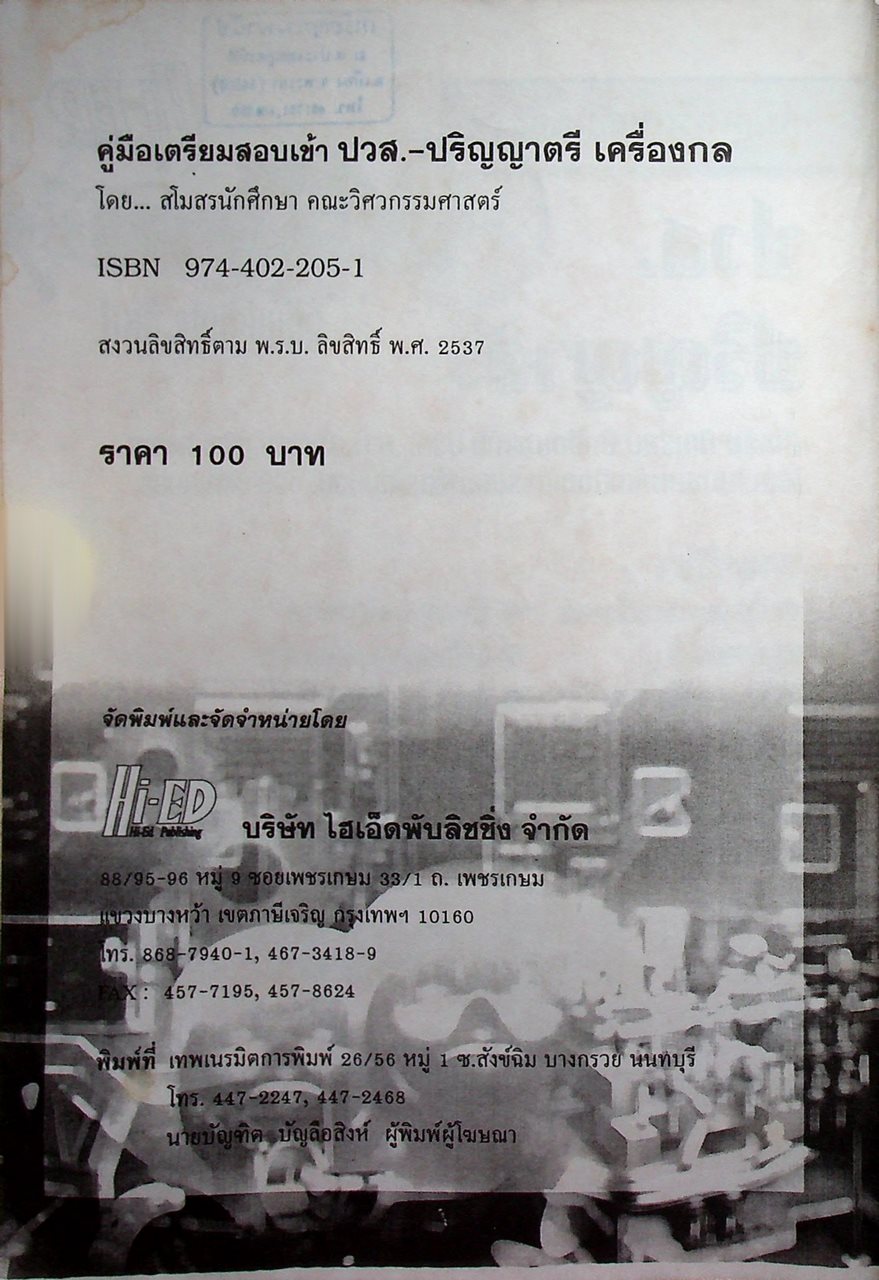 คู่มือเตรียมสอบเข้า ปวส.-ปริญญาตรี เครื่องกล
โดย... สโมสรนักศึกษา คณะวิศวกรรมศาสตร์
ISBN 974-402-205-1
สงวนลิขสิทธิ์ตาม พ.ร.บ. ลิขสิทธิ์ พ.ศ. 2537
ราคา 100 บาท
จัดพิมพ์และจัดจำหน่ายโดย
Hi-ED
Hi-Ed Publishing
บริษัท ไฮเอ็ดพับลิชชิ่ง จำกัด
88/95-96 หมู่ 9 ซอยเพชรเกษม 33/1 ถ. เพชรเกษม
แขวงบางหว้า เขตภาษีเจริญ กรุงเทพฯ 10160
โทร. 868-7940-1, 467-3418-9
FAX : 457-7195, 457-8624
พิมพ์ที่ เทพเนรมิตการพิมพ์ 26/56 หมู่ 1 ซ.สังข์ฉิม บางกรวย นนทบุรี
โทร. 447-2247, 447-2468
นายบัญฑิต บัญลือสิงห์ ผู้พิมพ์ผู้โฆษณา